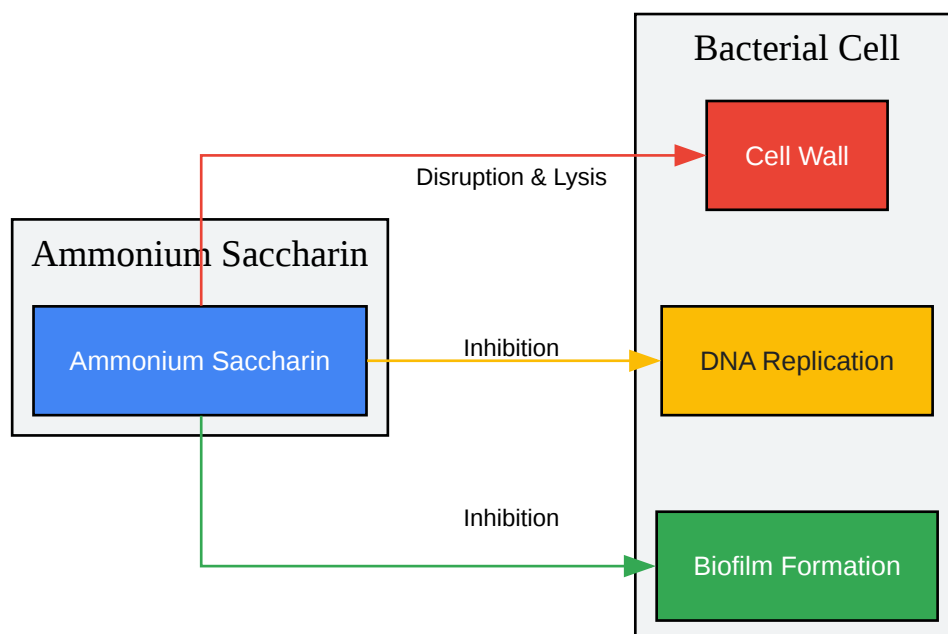 Bacterial Cell
Cell Wall
Disruption & Lysis
Ammonium Saccharin
Ammonium Saccharin
Inhibition
DNA Replication
Inhibition
Biofilm Formation